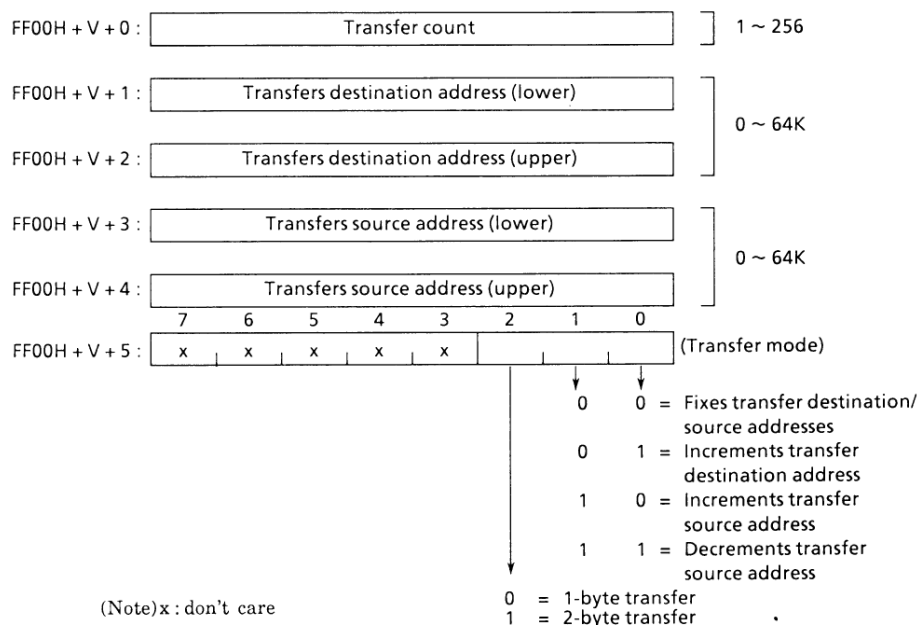 FF00H + V + 0 : Transfer count 1 ~ 256
FF00H + V + 1 : Transfers destination address (lower)
0 ~ 64K
FF00H + V + 2 : Transfers destination address (upper)
FF00H + V + 3 : Transfers source address (lower)
0 ~ 64K
FF00H + V + 4 : Transfers source address (upper)
7 6 5 4 3 2 1 0
FF00H + V + 5 : x x x x x (Transfer mode)
0 0 = Fixes transfer destination/
source addresses
0 1 = Increments transfer
destination address
1 0 = Increments transfer
source address
1 1 = Decrements transfer
source address
0 = 1-byte transfer
(Note) x : don't care
1 = 2-byte transfer